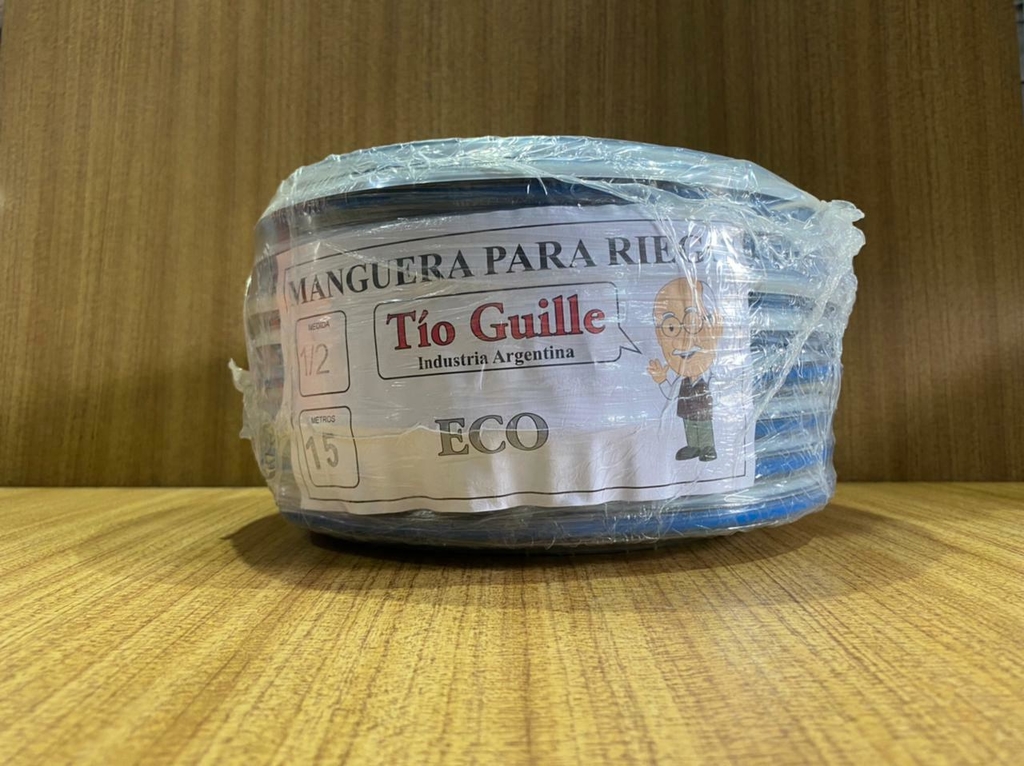 MANGUERA PARA RIEG
Tío Guille
Industria Argentina
MEDIDA
1/2
METROS
15
ECO